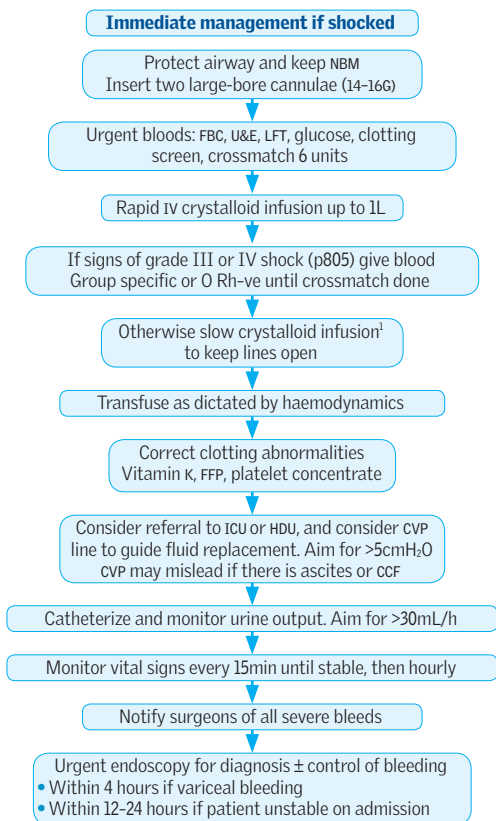 Immediate management if shocked
Protect airway and keep NBM
Insert two large-bore cannulae (14–16G)
Urgent bloods: FBC, U&E, LFT, glucose, clotting
screen, crossmatch 6 units
Rapid IV crystalloid infusion up to 1L
If signs of grade III or IV shock (p805) give blood
Group specific or O Rh-ve until crossmatch done
Otherwise slow crystalloid infusion¹
to keep lines open
Transfuse as dictated by haemodynamics
Correct clotting abnormalities
Vitamin K, FFP, platelet concentrate
Consider referral to ICU or HDU, and consider CVP
line to guide fluid replacement. Aim for >5cmH₂O
CVP may mislead if there is ascites or CCF
Catheterize and monitor urine output. Aim for >30mL/h
Monitor vital signs every 15min until stable, then hourly
Notify surgeons of all severe bleeds
Urgent endoscopy for diagnosis ± control of bleeding
• Within 4 hours if variceal bleeding
• Within 12–24 hours if patient unstable on admission